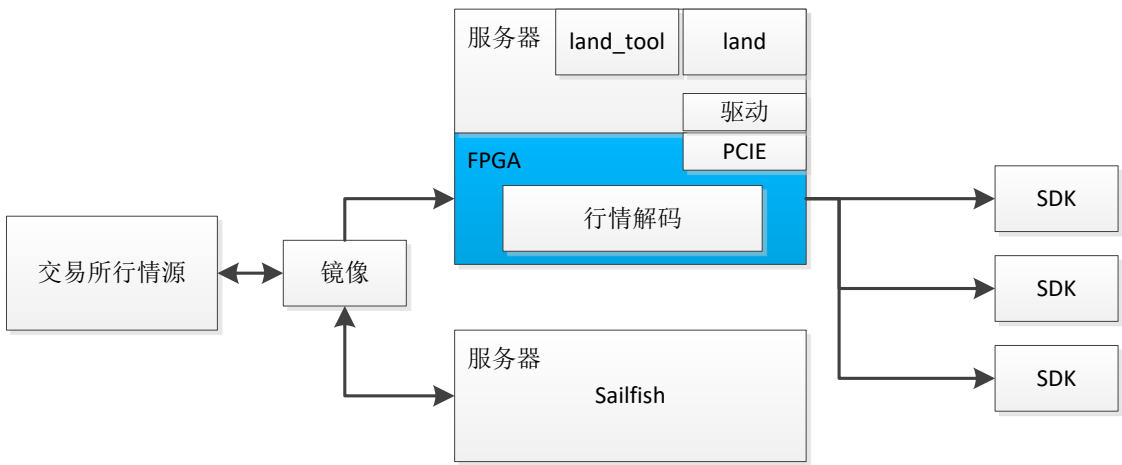 服务器
land_tool
land
驱动
FPGA
PCIE
行情解码
交易所行情源
镜像
服务器
Sailfish
SDK
SDK
SDK